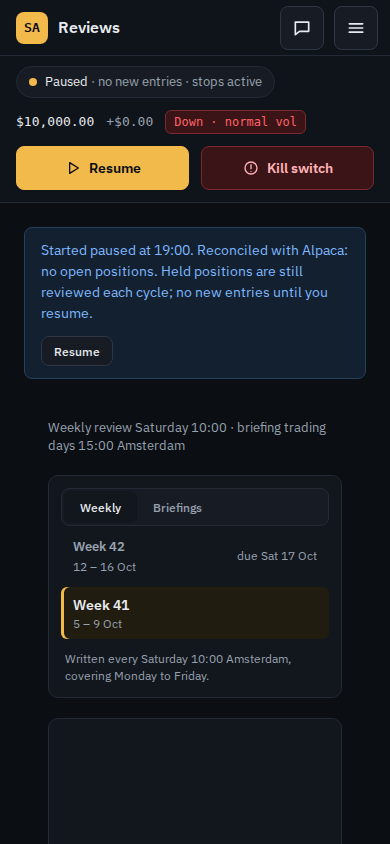 SA Reviews
Paused · no new entries · stops active
$10,000.00 +$0.00 Down · normal vol
Resume Kill switch
Started paused at 19:00. Reconciled with Alpaca:
no open positions. Held positions are still
reviewed each cycle; no new entries until you
resume.
Resume
Weekly review Saturday 10:00 · briefing trading
days 15:00 Amsterdam
Weekly Briefings
Week 42
12 – 16 Oct due Sat 17 Oct
Week 41
5 – 9 Oct
Written every Saturday 10:00 Amsterdam,
covering Monday to Friday.